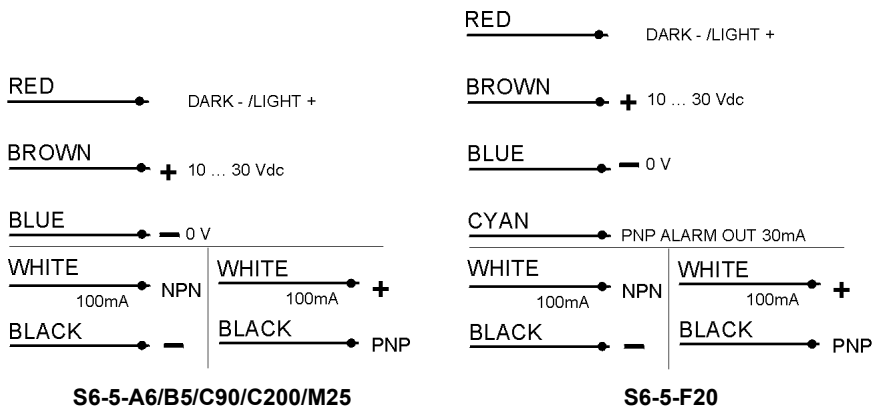 RED
DARK - /LIGHT +
BROWN
+ 10 ... 30 Vdc
BLUE
- 0 V
WHITE
100mA
NPN
BLACK
-
WHITE
100mA
+
BLACK
PNP
S6-5-A6/B5/C90/C200/M25
RED
DARK - /LIGHT +
BROWN
+ 10 ... 30 Vdc
BLUE
- 0 V
CYAN
PNP ALARM OUT 30mA
WHITE
100mA
NPN
BLACK
-
WHITE
100mA
+
BLACK
PNP
S6-5-F20